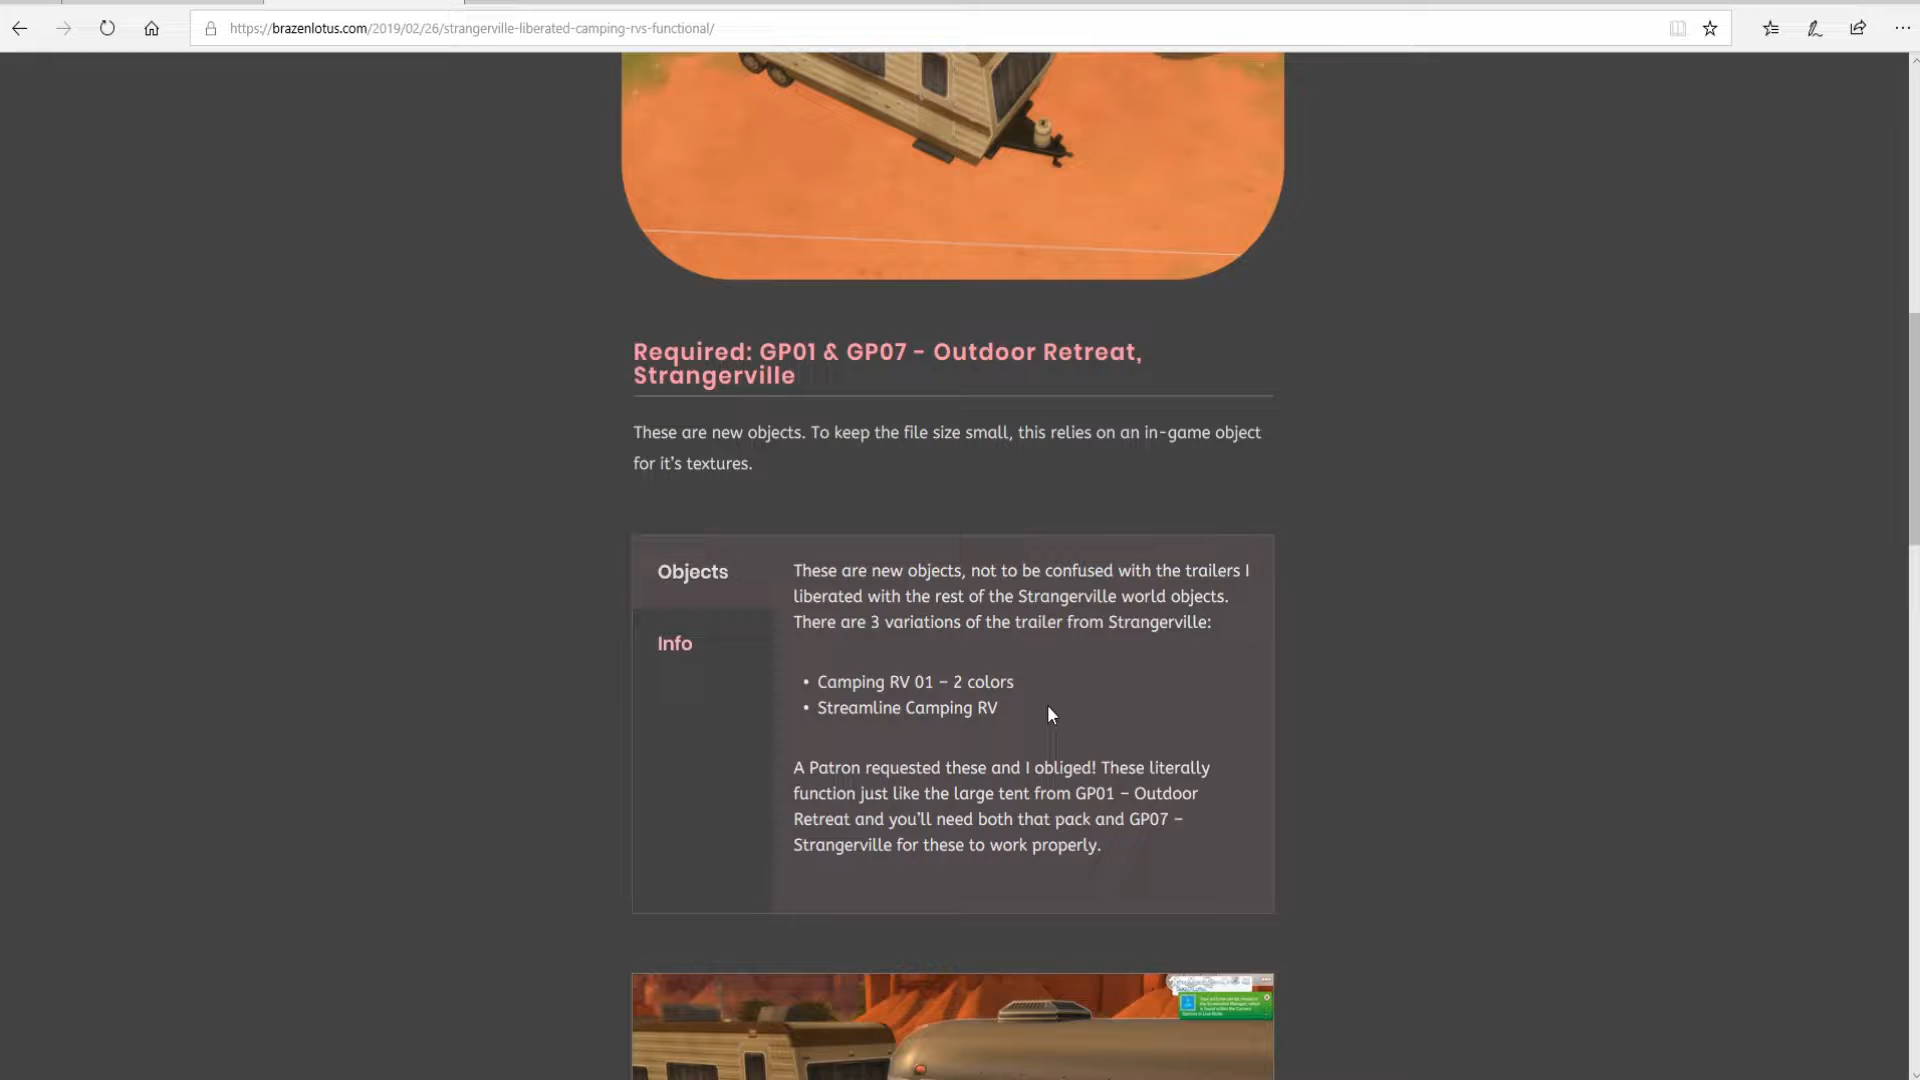 https://brazenlotus.com/2019/02/26/strangerville-liberated-camping-rvs-functional/
Required: GP01 & GP07 - Outdoor Retreat,
Strangerville
These are new objects. To keep the file size small, this relies on an in-game object
for it's textures.
Objects
Info
These are new objects, not to be confused with the trailers I
liberated with the rest of the Strangerville world objects.
There are 3 variations of the trailer from Strangerville:
• Camping RV 01 – 2 colors
• Streamline Camping RV
A Patron requested these and I obliged! These literally
function just like the large tent from GP01 – Outdoor
Retreat and you'll need both that pack and GP07 –
Strangerville for these to work properly.